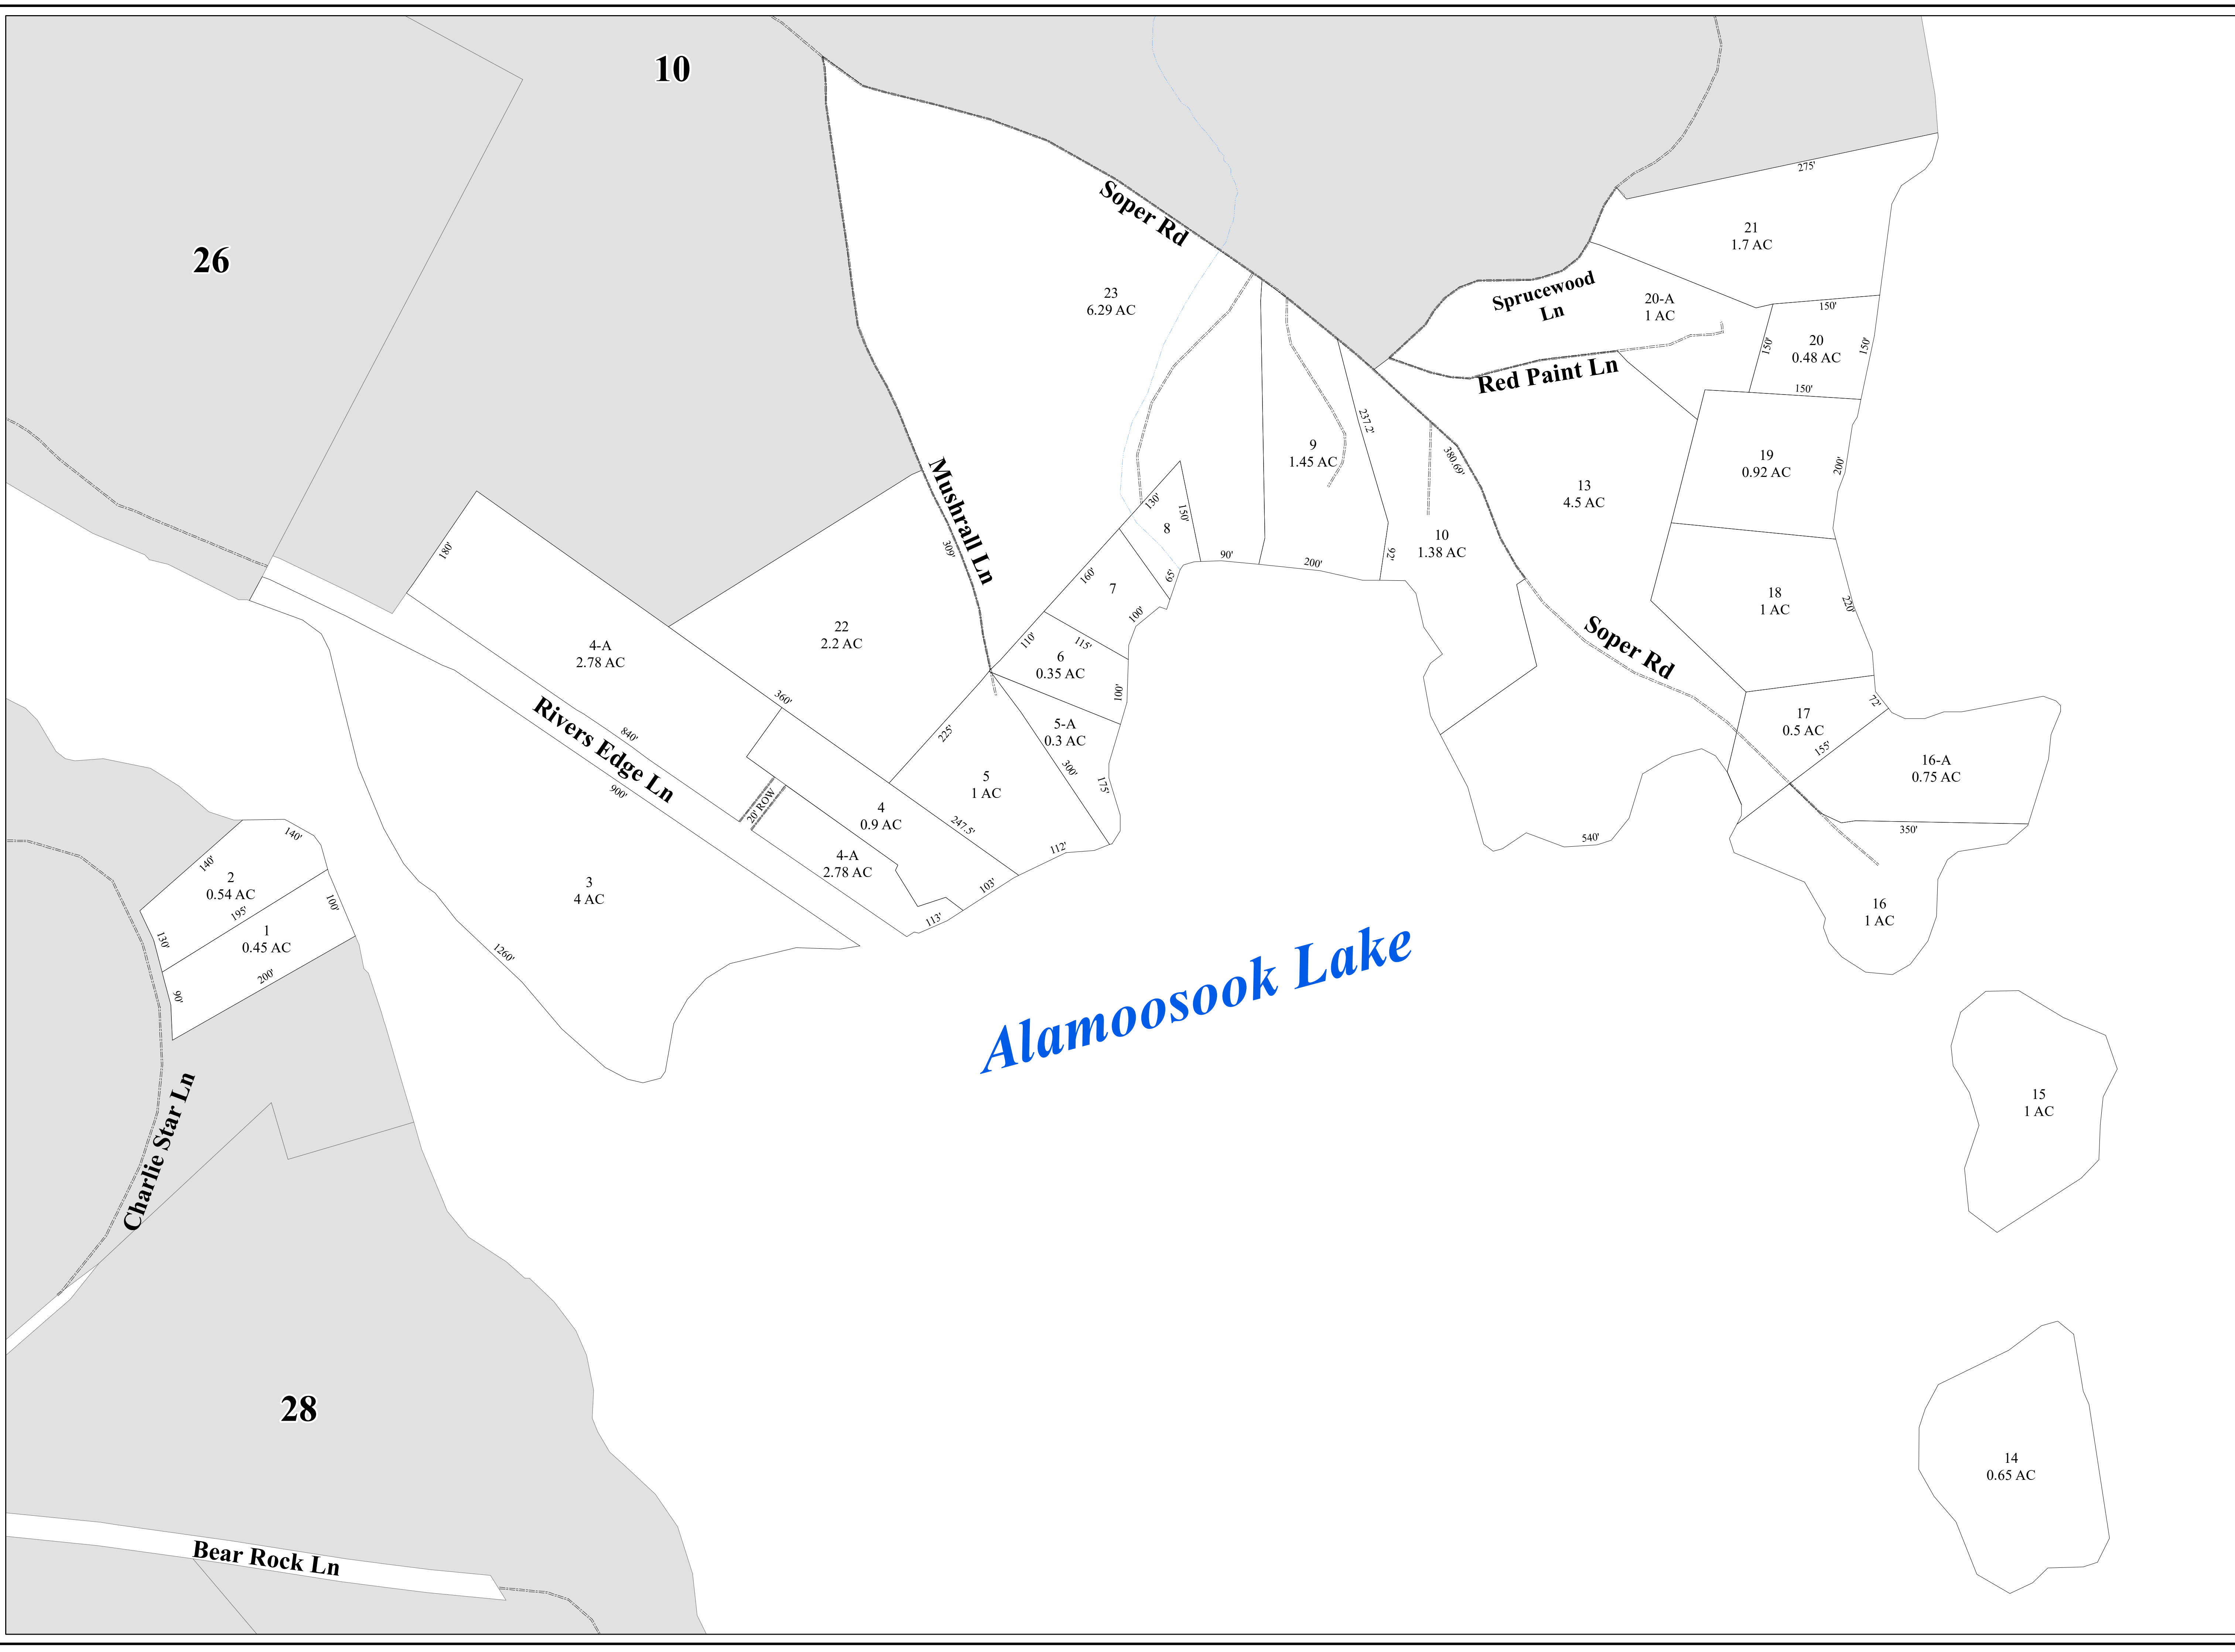 10
26
Soper Rd
275'
21
1.7 AC
23
6.29 AC
Sprucewood
Ln
20-A
1 AC
150'
150'
20
0.48 AC
150'
150'
Red Paint Ln
237.2'
9
1.45 AC
380.69'
19
0.92 AC
200'
13
4.5 AC
Mushrall Ln
309'
130'
150'
8
10
1.38 AC
92'
90'
200'
180'
160'
65'
7
100'
18
1 AC
220'
4-A
2.78 AC
22
2.2 AC
110'
115'
6
0.35 AC
100'
Soper Rd
360'
72'
17
0.5 AC
155'
Rivers Edge Ln
840'
900'
225'
5-A
0.3 AC
300'
175'
16-A
0.75 AC
5
1 AC
20' ROW
4
0.9 AC
247.5'
112'
540'
350'
140'
140'
2
0.54 AC
195'
100'
130'
1
0.45 AC
200'
90'
4-A
2.78 AC
103'
113'
3
4 AC
1260'
16
1 AC
Alamoosook Lake
15
1 AC
Charlie Star Ln
28
14
0.65 AC
Bear Rock Ln